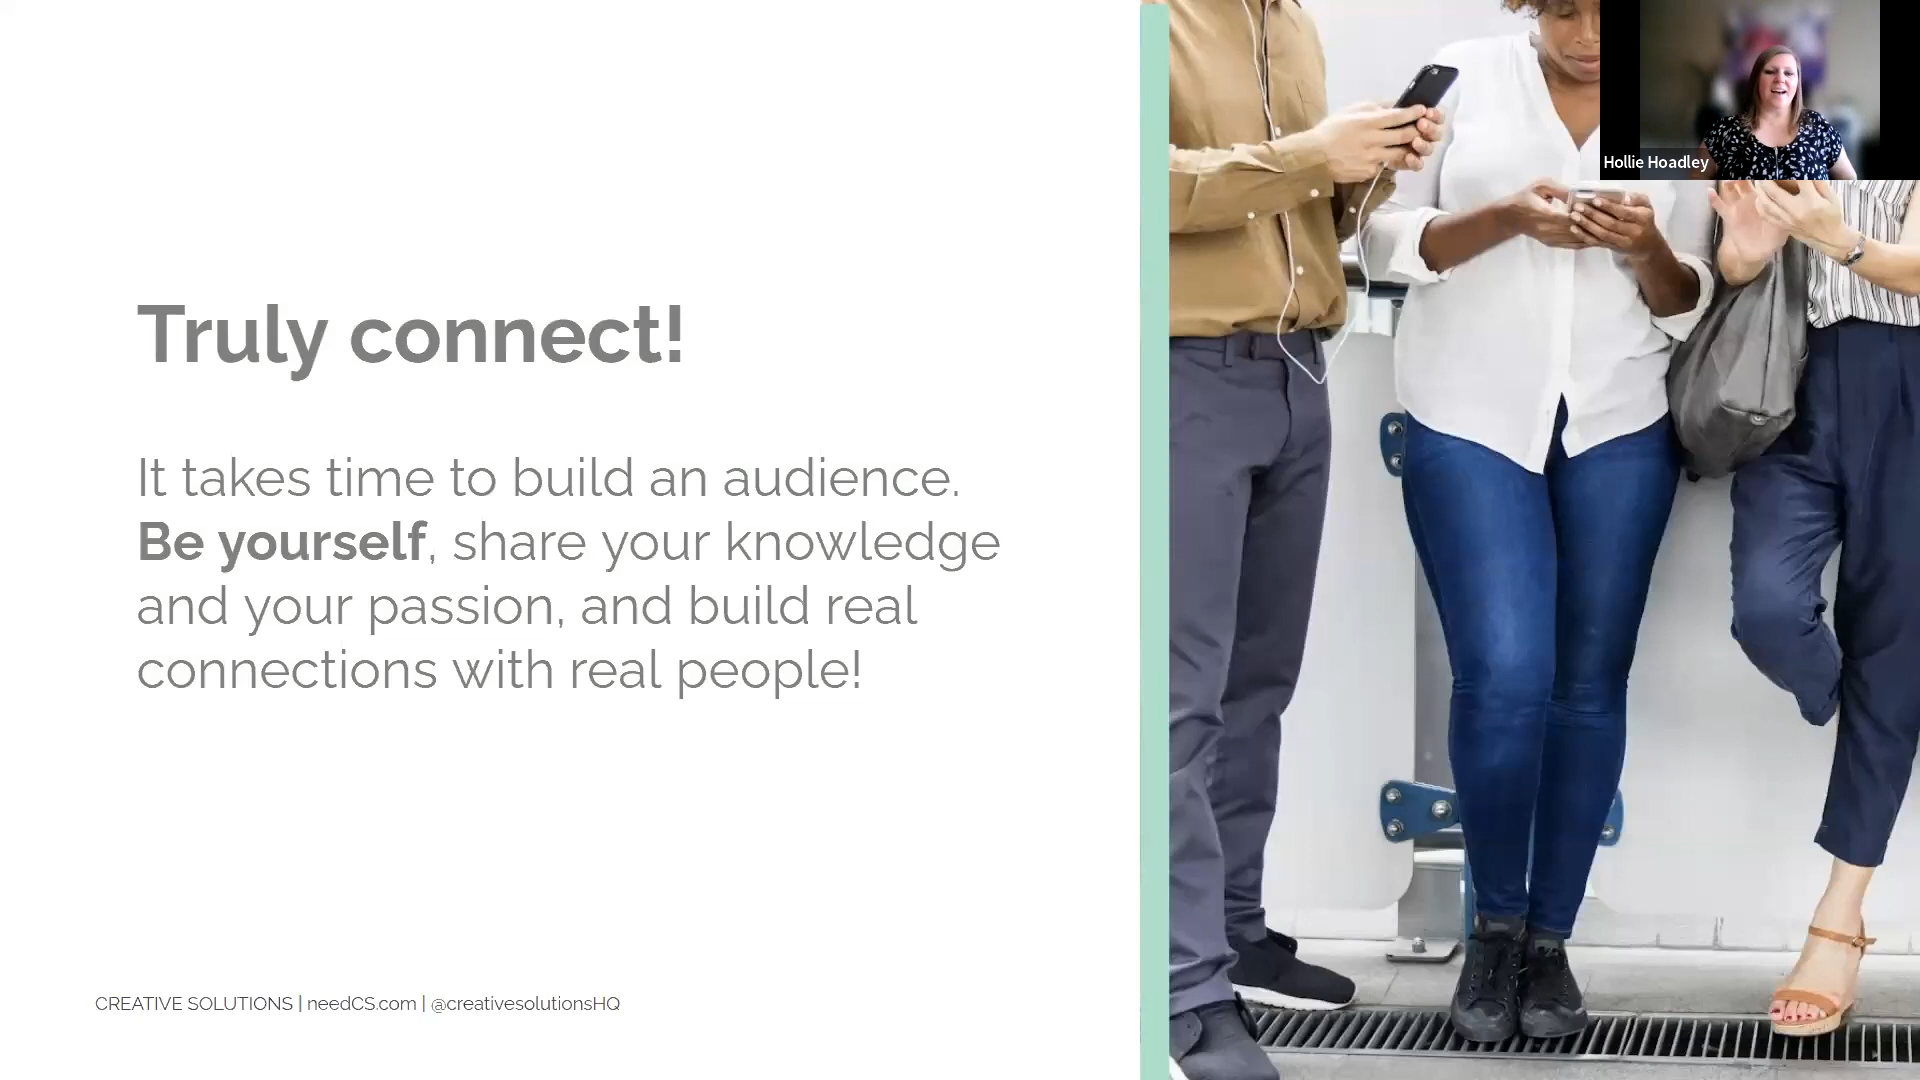 Truly connect!
It takes time to build an audience.
Be yourself, share your knowledge
and your passion, and build real
connections with real people!
CREATIVE SOLUTIONS | needCS.com | @creativesolutionsHQ
Hollie Hoadley